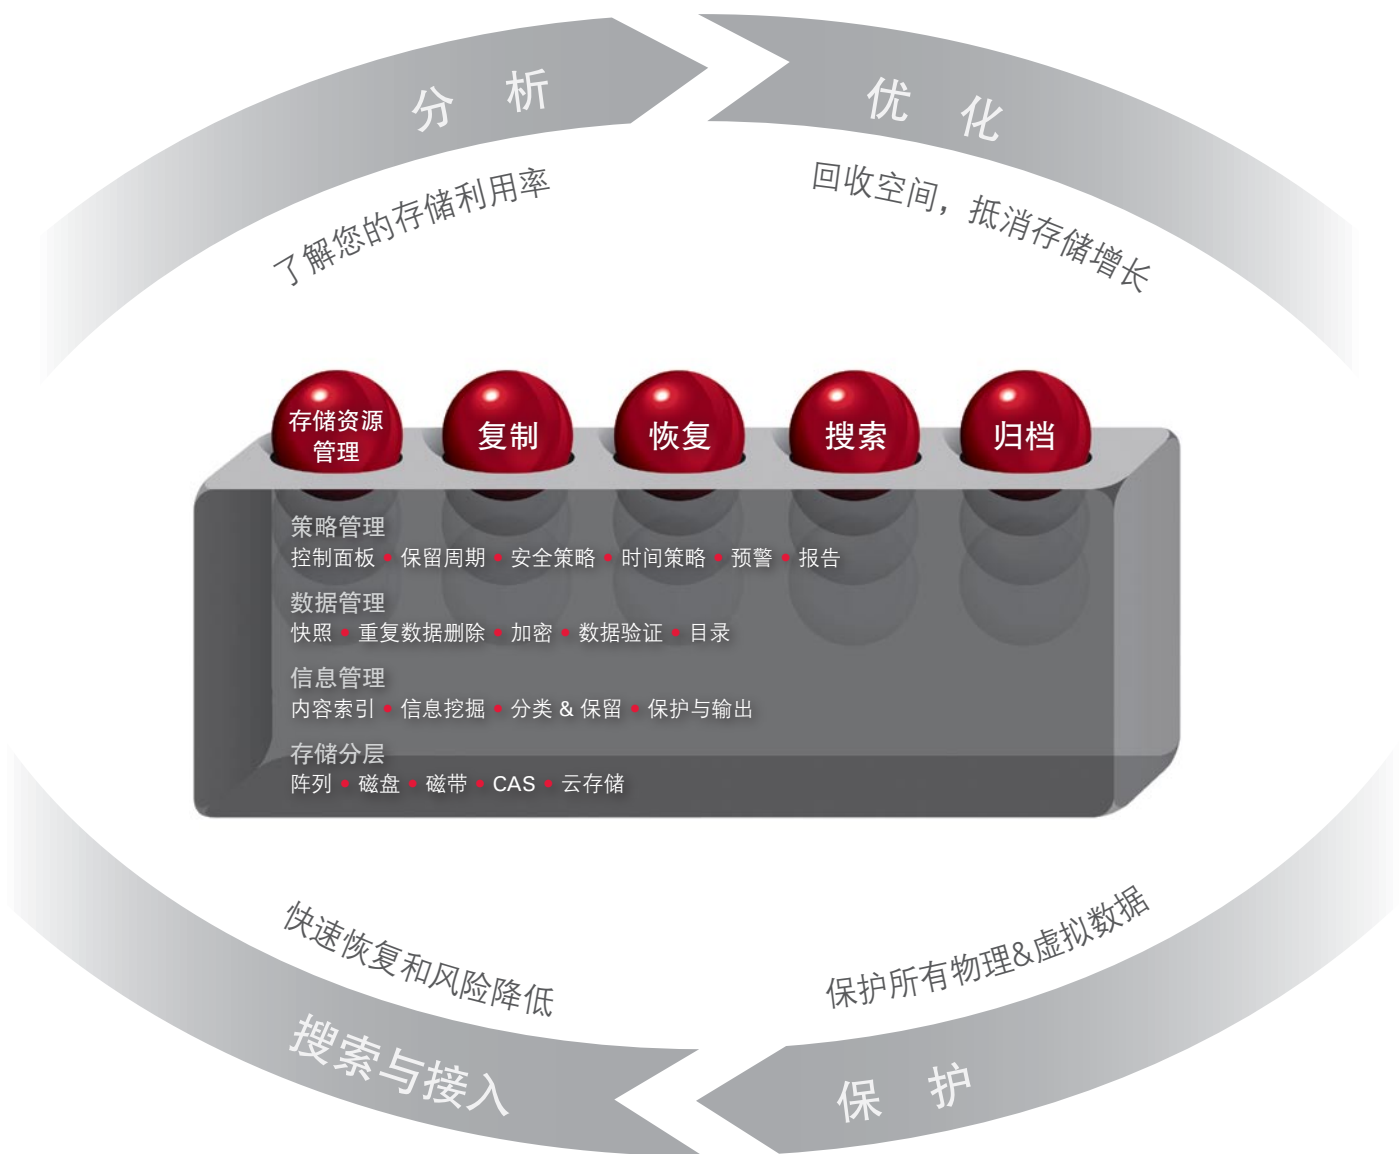 分 析
优 化
了解您的存储利用率
回收空间，抵消存储增长
存储资源
管理
复制
恢复
搜索
归档
策略管理
控制面板 • 保留周期 • 安全策略 • 时间策略 • 预警 • 报告
数据管理
快照 • 重复数据删除 • 加密 • 数据验证 • 目录
信息管理
内容索引 • 信息挖掘 • 分类 & 保留 • 保护与输出
存储分层
阵列 • 磁盘 • 磁带 • CAS • 云存储
快速恢复和风险降低
保护所有物理&虚拟数据
搜索与接入
保 护